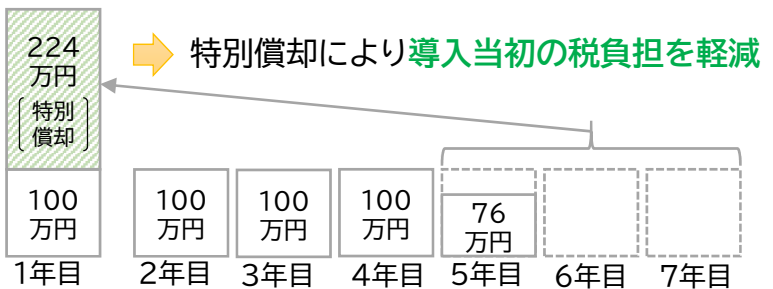 特別償却により導入当初の税負担を軽減
224
万円
特別
償却
100
万円
100
万円
100
万円
100
万円
76
万円
1年目
2年目
3年目
4年目
5年目
6年目
7年目